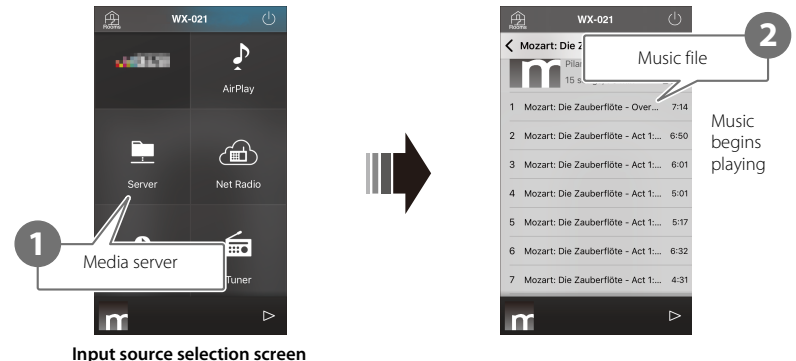 Rooms
WX-021
AirPlay
Server
Net Radio
1
Media server
Tuner
m
Input source selection screen
Rooms
WX-021
2
Mozart: Die Z
Music file
m
15 s
1 Mozart: Die Zauberflöte - Over... 7:14
2 Mozart: Die Zauberflöte - Act 1:... 6:50
3 Mozart: Die Zauberflöte - Act 1:... 6:01
4 Mozart: Die Zauberflöte - Act 1:... 5:01
5 Mozart: Die Zauberflöte - Act 1:... 5:17
6 Mozart: Die Zauberflöte - Act 1:... 6:32
7 Mozart: Die Zauberflöte - Act 1:... 4:31
m
Music
begins
playing